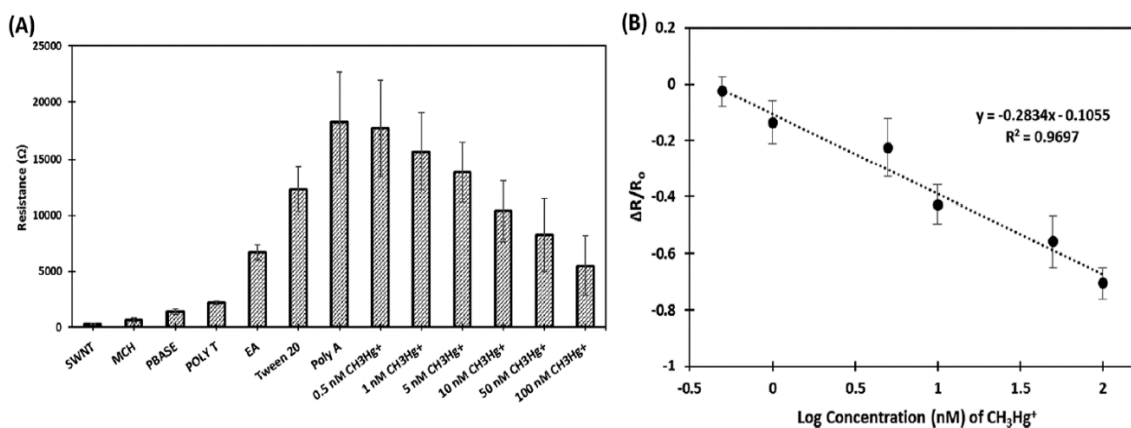 (A)
25000
20000
15000
10000
5000
0
Resistance (Ω)
SWNT
MCH
PBASE
POLY T
EA
Tween 20
Poly A
0.5 nM CH3Hg+
1 nM CH3Hg+
5 nM CH3Hg+
10 nM CH3Hg+
50 nM CH3Hg+
100 nM CH3Hg+
(B)
0.2
0
-0.2
-0.4
-0.6
-0.8
-1
ΔR/Rₒ
y = -0.2834x - 0.1055
R² = 0.9697
-0.5
0
0.5
1
1.5
2
Log Concentration (nM) of CH₃Hg⁺